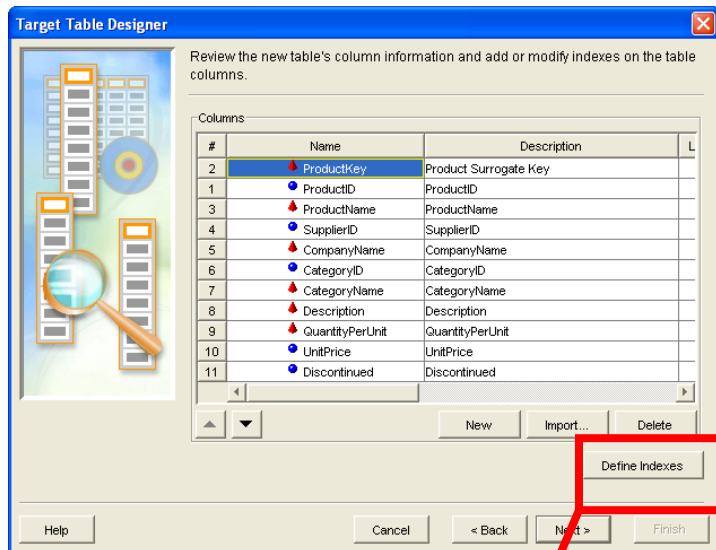 Target Table Designer
Review the new table's column information and add or modify indexes on the table
columns.
Columns
# Name Description L
2 ProductKey Product Surrogate Key
1 ProductID ProductID
3 ProductName ProductName
4 SupplierID SupplierID
5 CompanyName CompanyName
6 CategoryID CategoryID
7 CategoryName CategoryName
8 Description Description
9 QuantityPerUnit QuantityPerUnit
10 UnitPrice UnitPrice
11 Discontinued Discontinued
New Import... Delete
Define Indexes
Help Cancel < Back Next > Finish